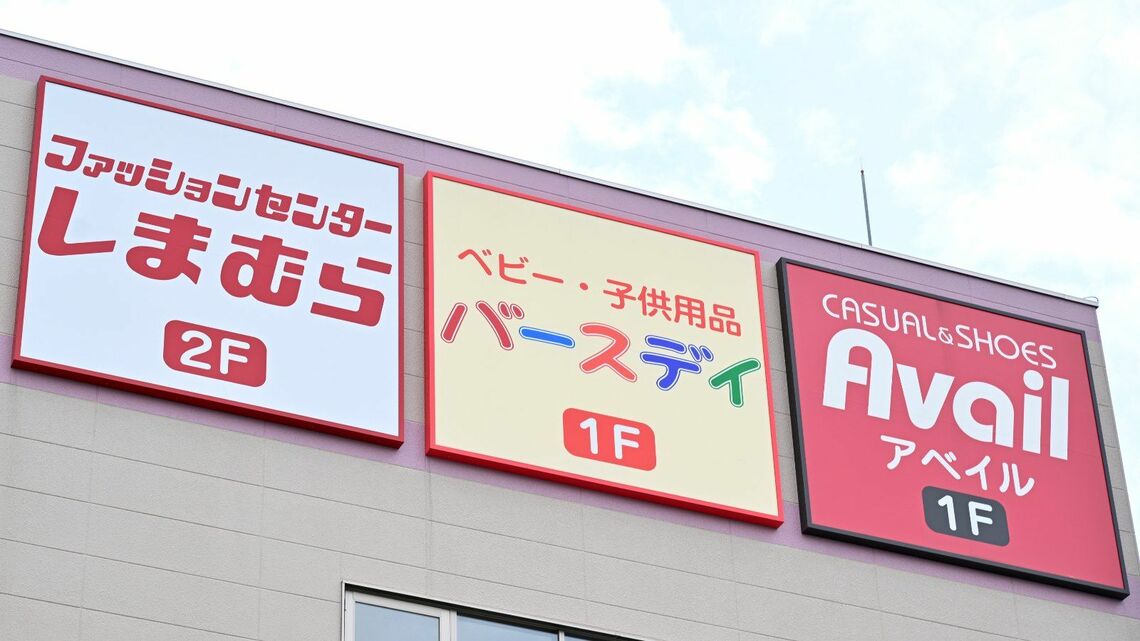 ファッションセンター
しまむら
2F
ベビー・子供用品
バースデイ
1F
CASUAL&SHOES
Avail
アベイル
1F